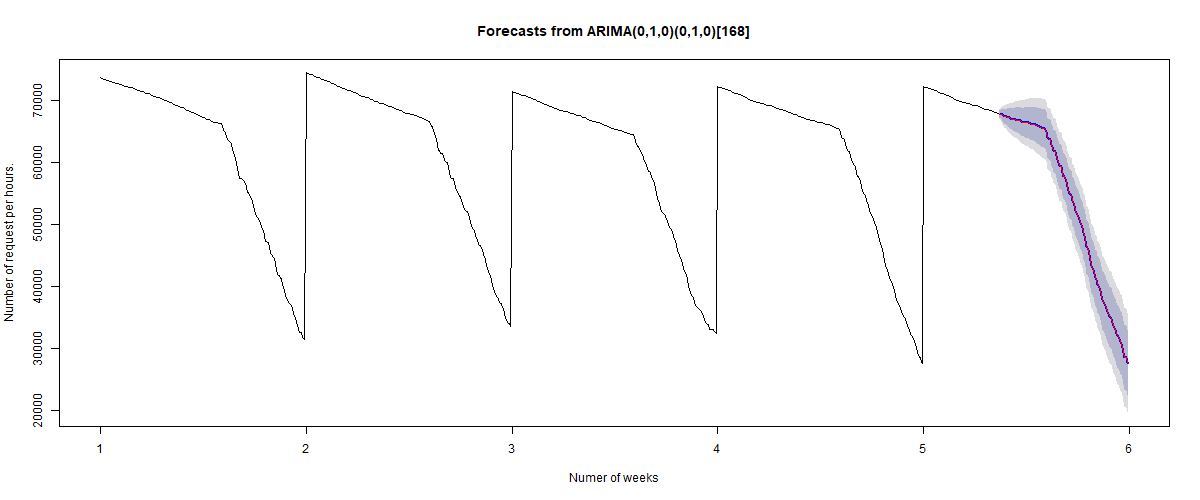 Forecasts from ARIMA(0,1,0)(0,1,0)[168]
Number of request per hours.
70000
60000
50000
40000
30000
20000
1 2 3 4 5 6
Numer of weeks